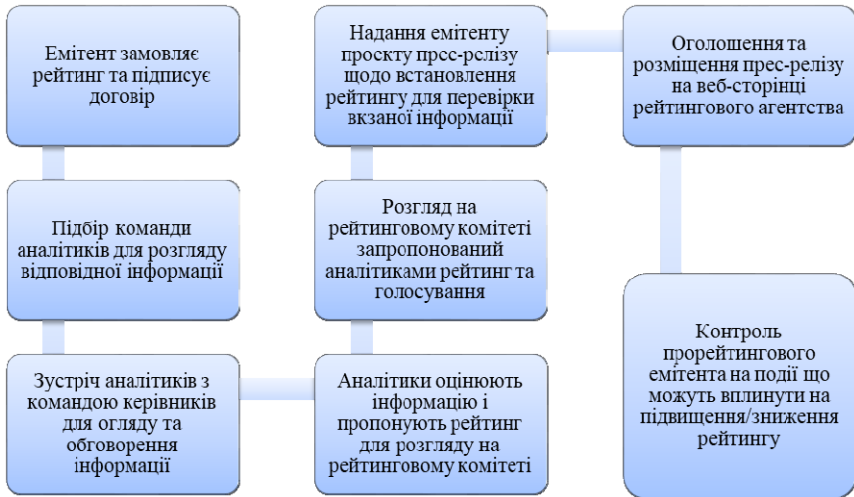 Емітент замовляє
рейтинг та підписує
договір
Підбір команди
аналітиків для розгляду
відповідної інформації
Зустріч аналітиків з
командою керівників
для огляду та
обговорення
інформації
Аналітики оцінюють
інформацію і
пропонують рейтинг
для розгляду на
рейтинговому комітеті
Розгляд на
рейтинговому комітеті
запропонований
аналітиками рейтинг та
голосування
Надання емітенту
проєкту прес-релізу
щодо встановлення
рейтингу для перевірки
вкзаної інформації
Оголошення та
розміщення прес-релізу
на веб-сторінці
рейтингового агентства
Контроль
прорейтингового
емітента на події що
можуть вплинути на
підвищення/зниження
рейтингу